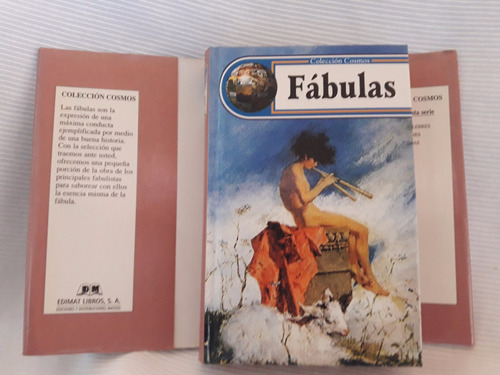 COLECCIÓN COSMOS
Las fábulas son la
expresión de una
máxima conducta
ejemplificada por medio
de una buena historia.
Con la selección que
traemos ante usted,
ofrecemos una pequeña
porción de la obra de los
principales fabulistas
para saborear con ellos
la esencia misma de la
fábula.
EDIMAT LIBROS, S. A.
Colección Cosmos
Fábulas
COSMOS
serie